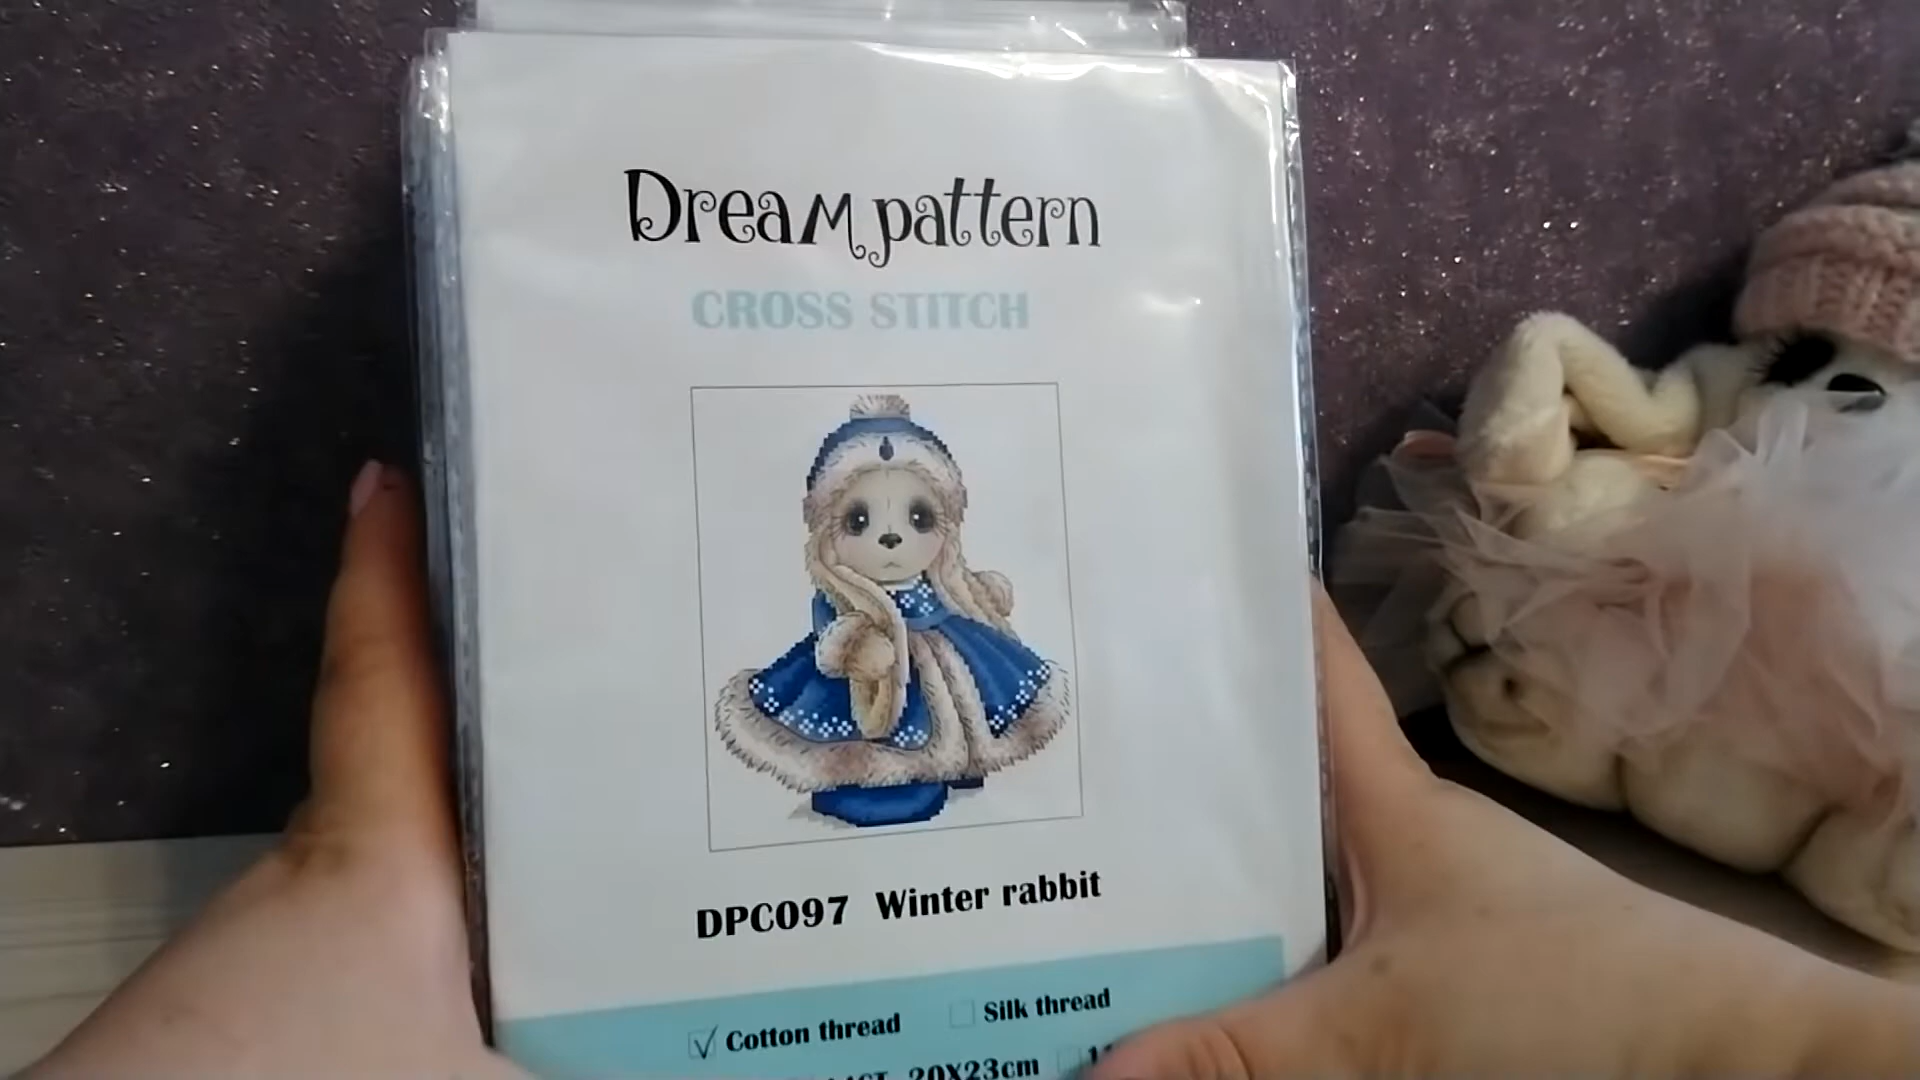 Dream pattern
CROSS STITCH
DPC097 Winter rabbit
Cotton thread Silk thread
20X23cm